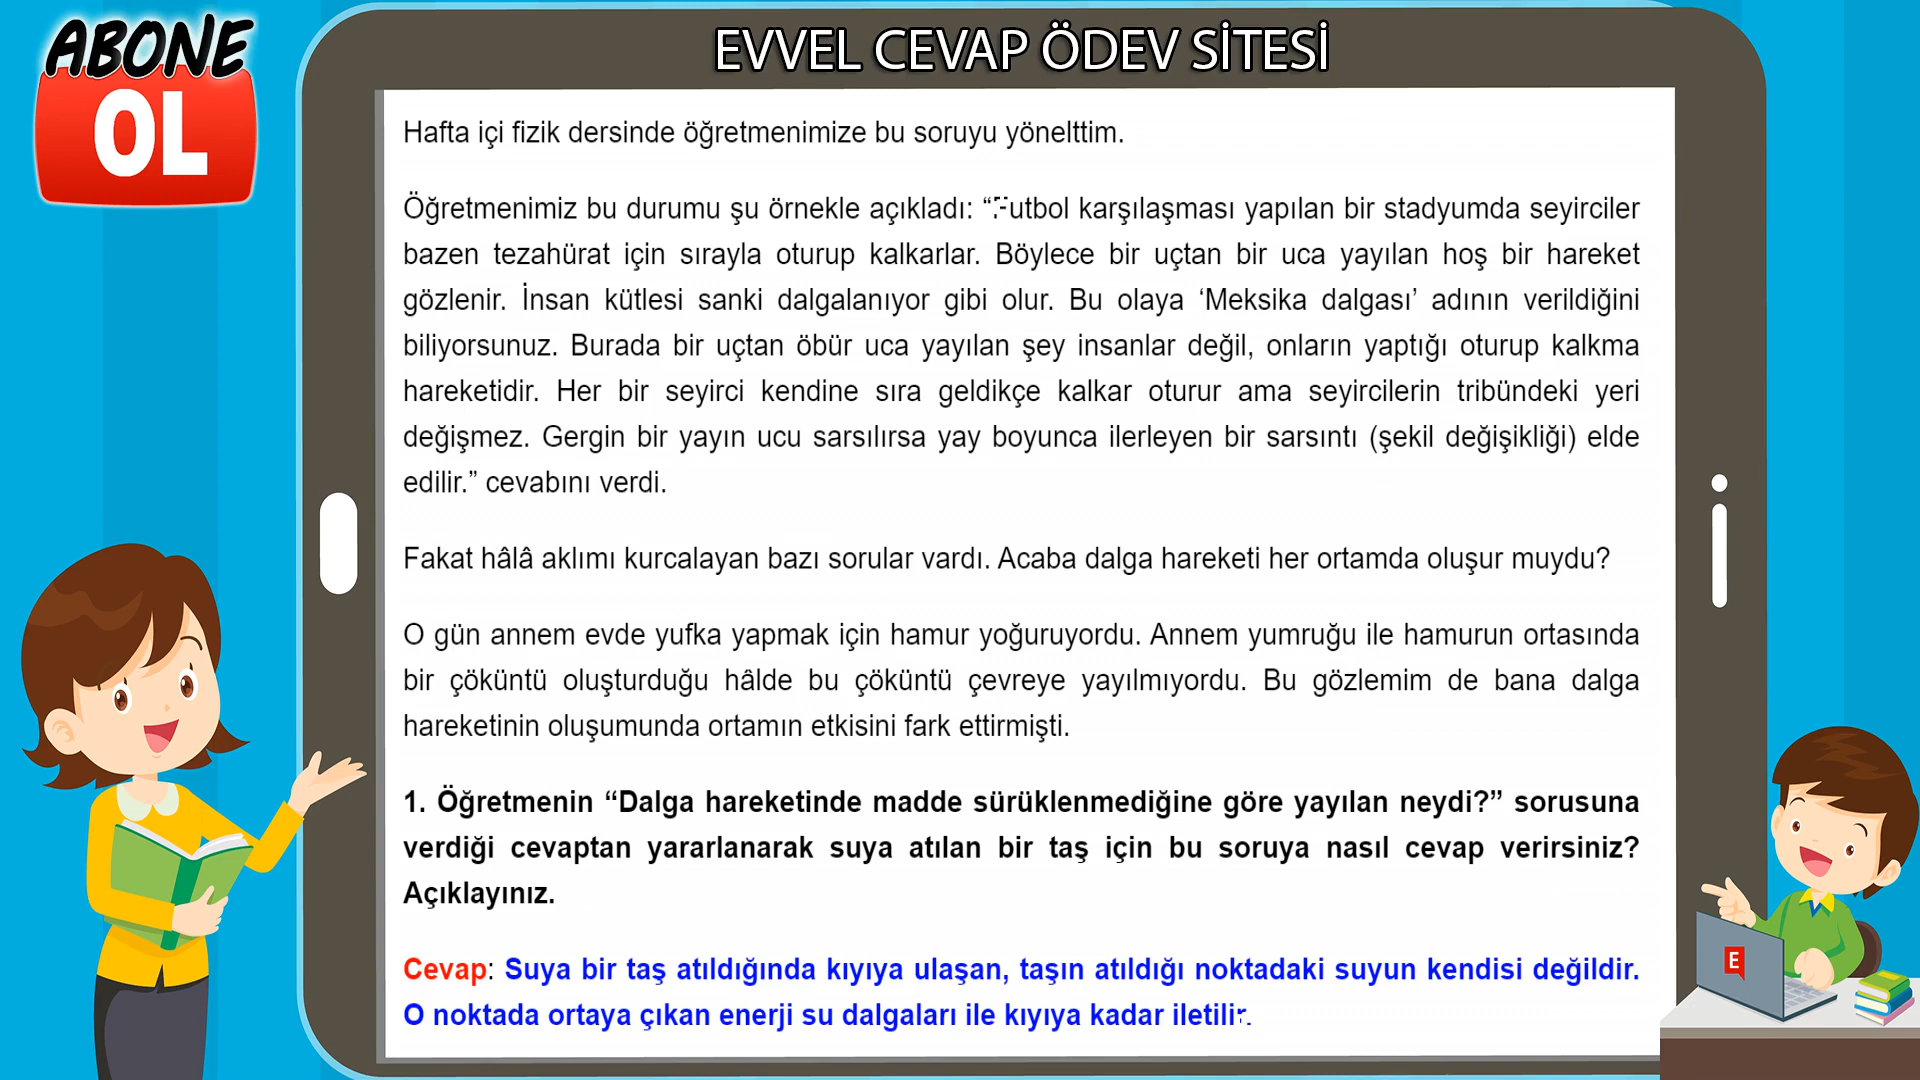 ABONE
OL
EVVEL CEVAP ÖDEV SİTESİ
Hafta içi fizik dersinde öğretmenimize bu soruyu yönelttim.
Öğretmenimiz bu durumu şu örnekle açıkladı: “Futbol karşılaşması yapılan bir stadyumda seyirciler
bazen tezahürat için sırayla oturup kalkarlar. Böylece bir uçtan bir uca yayılan hoş bir hareket
gözlenir. İnsan kütlesi sanki dalgalanıyor gibi olur. Bu olaya ‘Meksika dalgası’ adının verildiğini
biliyorsunuz. Burada bir uçtan öbür uca yayılan şey insanlar değil, onların yaptığı oturup kalkma
hareketidir. Her bir seyirci kendine sıra geldikçe kalkar oturur ama seyircilerin tribündeki yeri
değişmez. Gergin bir yayın ucu sarsılırsa yay boyunca ilerleyen bir sarsıntı (şekil değişikliği) elde
edilir.” cevabını verdi.
Fakat hâlâ aklımı kurcalayan bazı sorular vardı. Acaba dalga hareketi her ortamda oluşur muydu?
O gün annem evde yufka yapmak için hamur yoğuruyordu. Annem yumruğu ile hamurun ortasında
bir çöküntü oluşturduğu hâlde bu çöküntü çevreye yayılmıyordu. Bu gözlemim de bana dalga
hareketinin oluşumunda ortamın etkisini fark ettirmişti.
1. Öğretmenin “Dalga hareketinde madde sürüklenmediğine göre yayılan neydi?” sorusuna
verdiği cevaptan yararlanarak suya atılan bir taş için bu soruya nasıl cevap verirsiniz?
Açıklayınız.
Cevap: Suya bir taş atıldığında kıyıya ulaşan, taşın atıldığı noktadaki suyun kendisi değildir.
O noktada ortaya çıkan enerji su dalgaları ile kıyıya kadar iletilir.
E